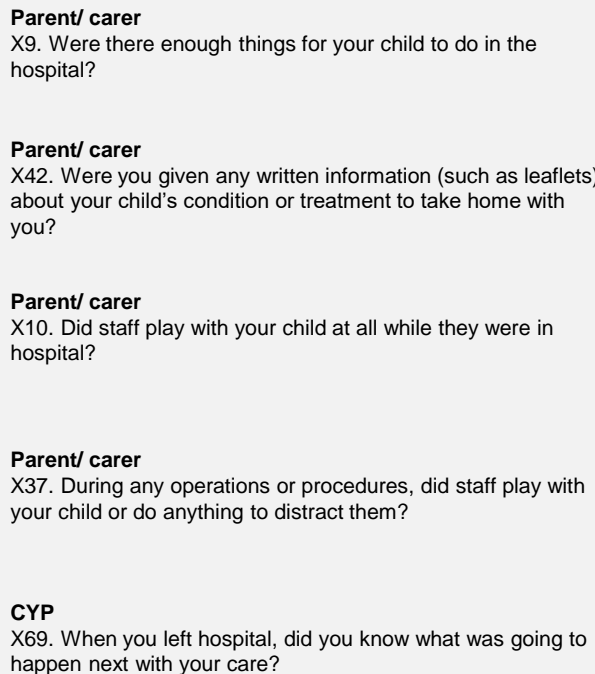 Parent/ carer
X9. Were there enough things for your child to do in the
hospital?
Parent/ carer
X42. Were you given any written information (such as leaflets)
about your child's condition or treatment to take home with
you?
Parent/ carer
X10. Did staff play with your child at all while they were in
hospital?
Parent/ carer
X37. During any operations or procedures, did staff play with
your child or do anything to distract them?
CYP
X69. When you left hospital, did you know what was going to
happen next with your care?